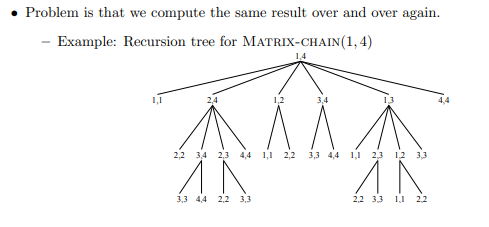 • Problem is that we compute the same result over and over again.
– Example: Recursion tree for MATRIX-CHAIN(1, 4)
1,4
1,1 2,4 1,2 3,4 1,3 4,4
2,2 3,4 2,3 4,4 1,1 2,2 3,3 4,4 1,1 2,3 1,2 3,3
3,3 4,4 2,2 3,3 2,2 3,3 1,1 2,2